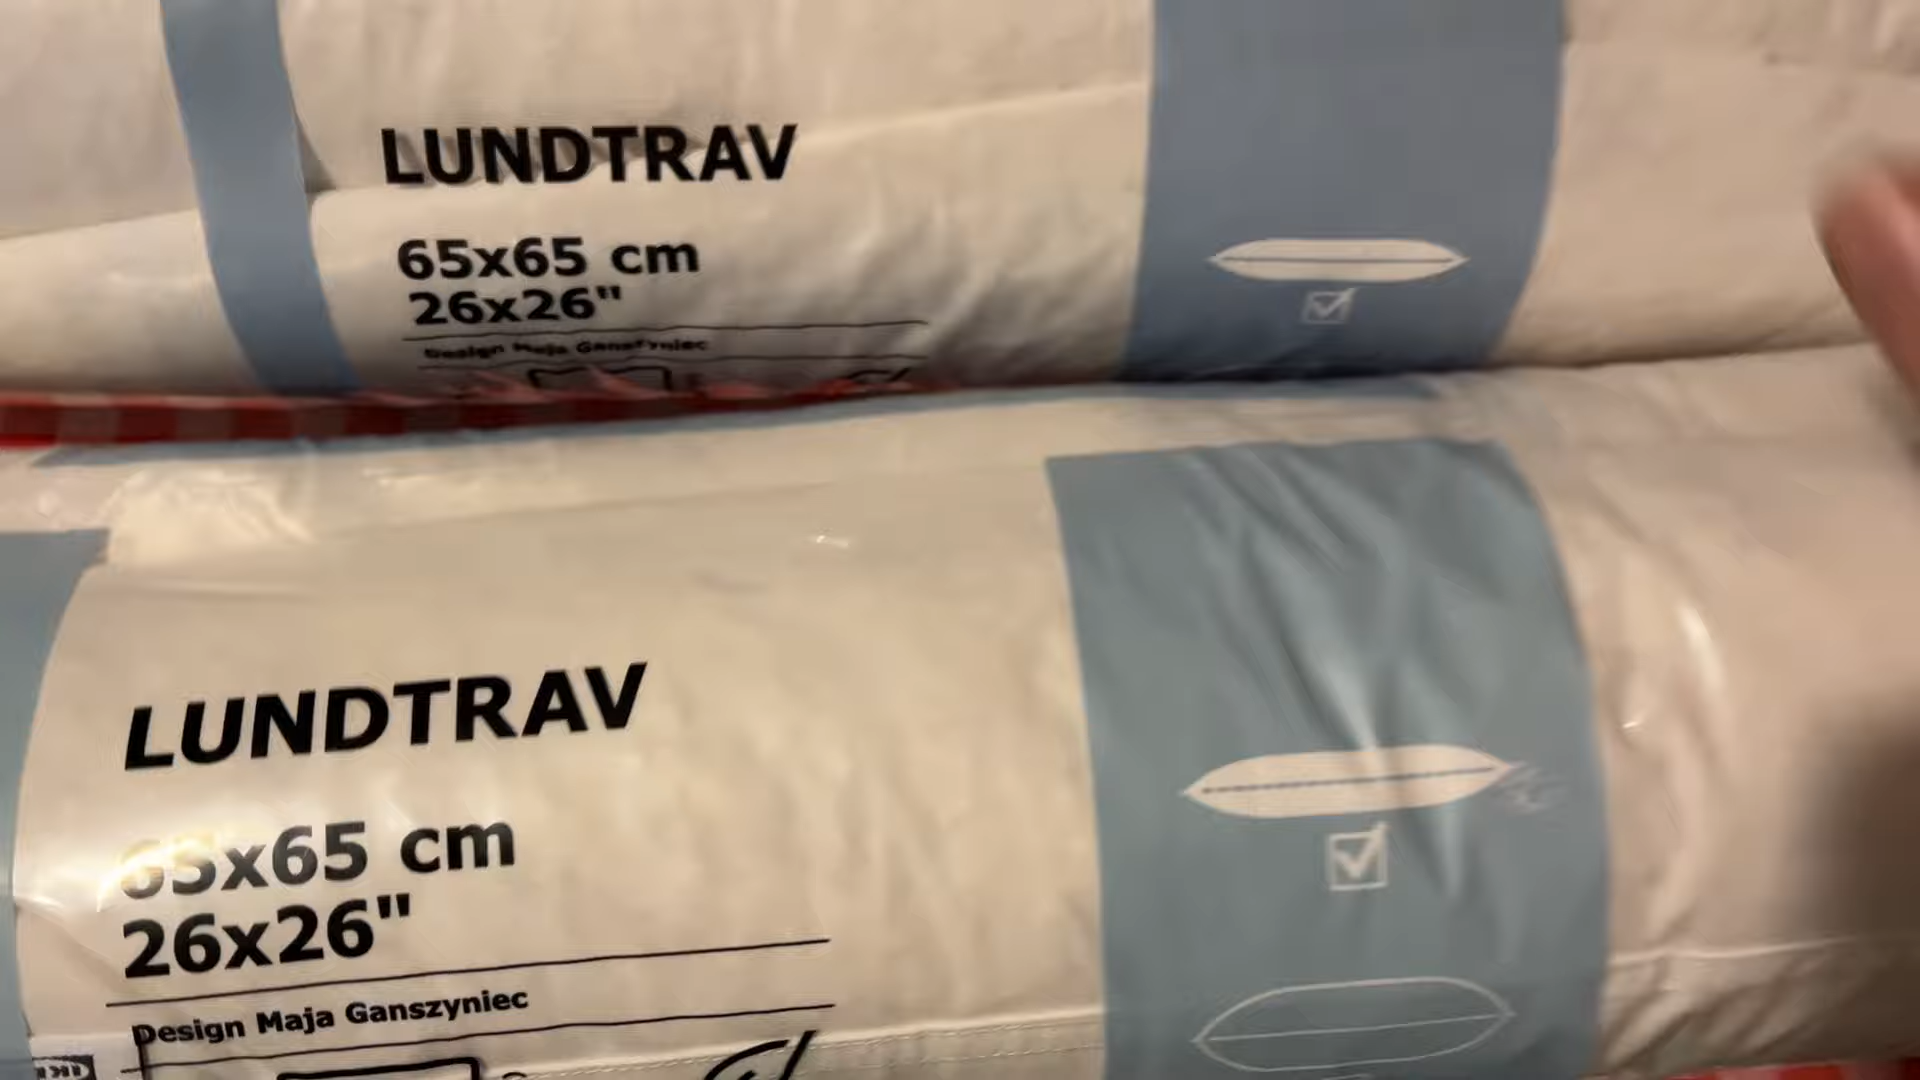 LUNDTRAV
65x65 cm
26x26"
Design Maja Ganszyniec
LUNDTRAV
65x65 cm
26x26"
Design Maja Ganszyniec